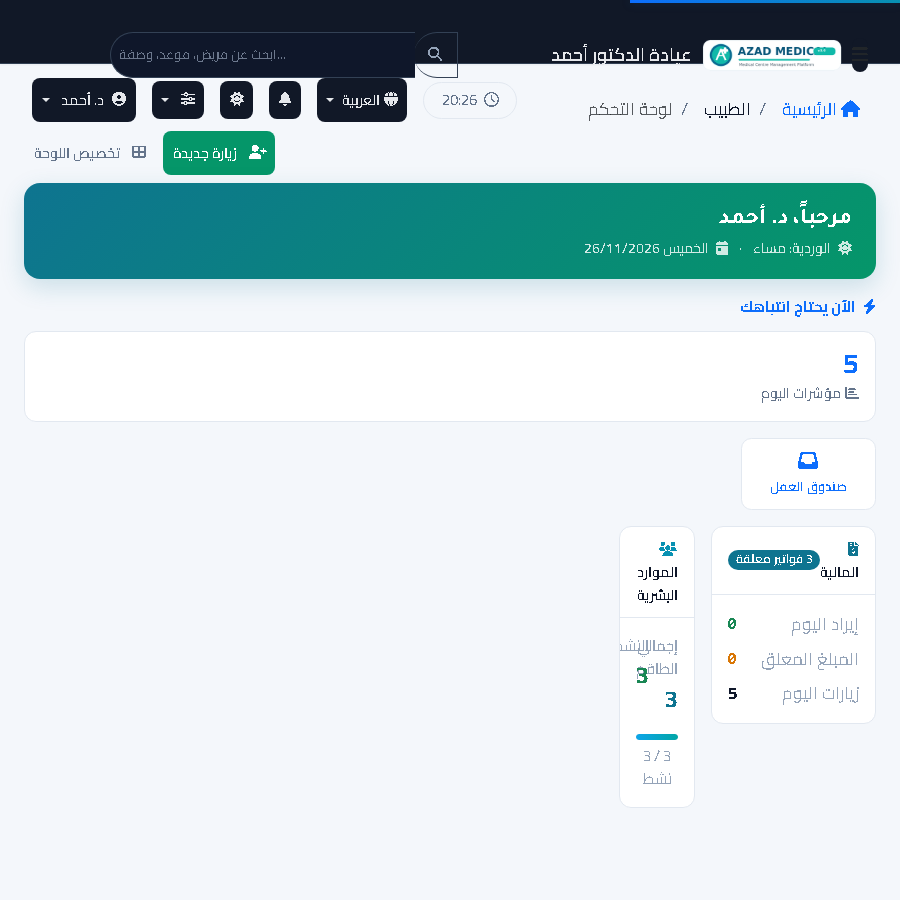 AZAD MEDIC
Medical Centre Management Platform
عيادة الدكتور أحمد
ابحث عن مريض، موعد، وصفة...
الرئيسية / الطبيب / لوحة التحكم
20:26
العربية
د. أحمد
زيارة جديدة
تخصيص اللوحة
مرحباً، د. أحمد
الوردية: مساء · الخميس 26/11/2026
الآن يحتاج انتباهك
5
مؤشرات اليوم
صندوق العمل
المالية
3 فواتير معلقة
إيراد اليوم 0
المبلغ المعلق 0
زيارات اليوم 5
الموارد
البشرية
إجمالي
الطاقم
3
3
3 / 3
نشط